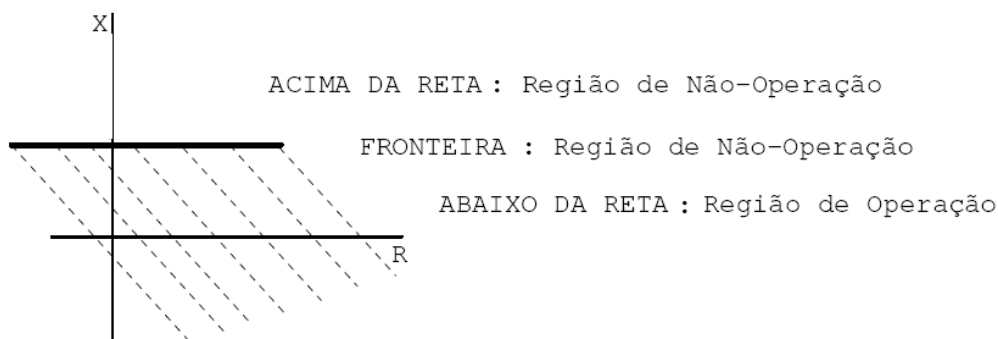 X
ACIMA DA RETA : Região de Não-Operação
FRONTEIRA : Região de Não-Operação
ABAIXO DA RETA : Região de Operação
R